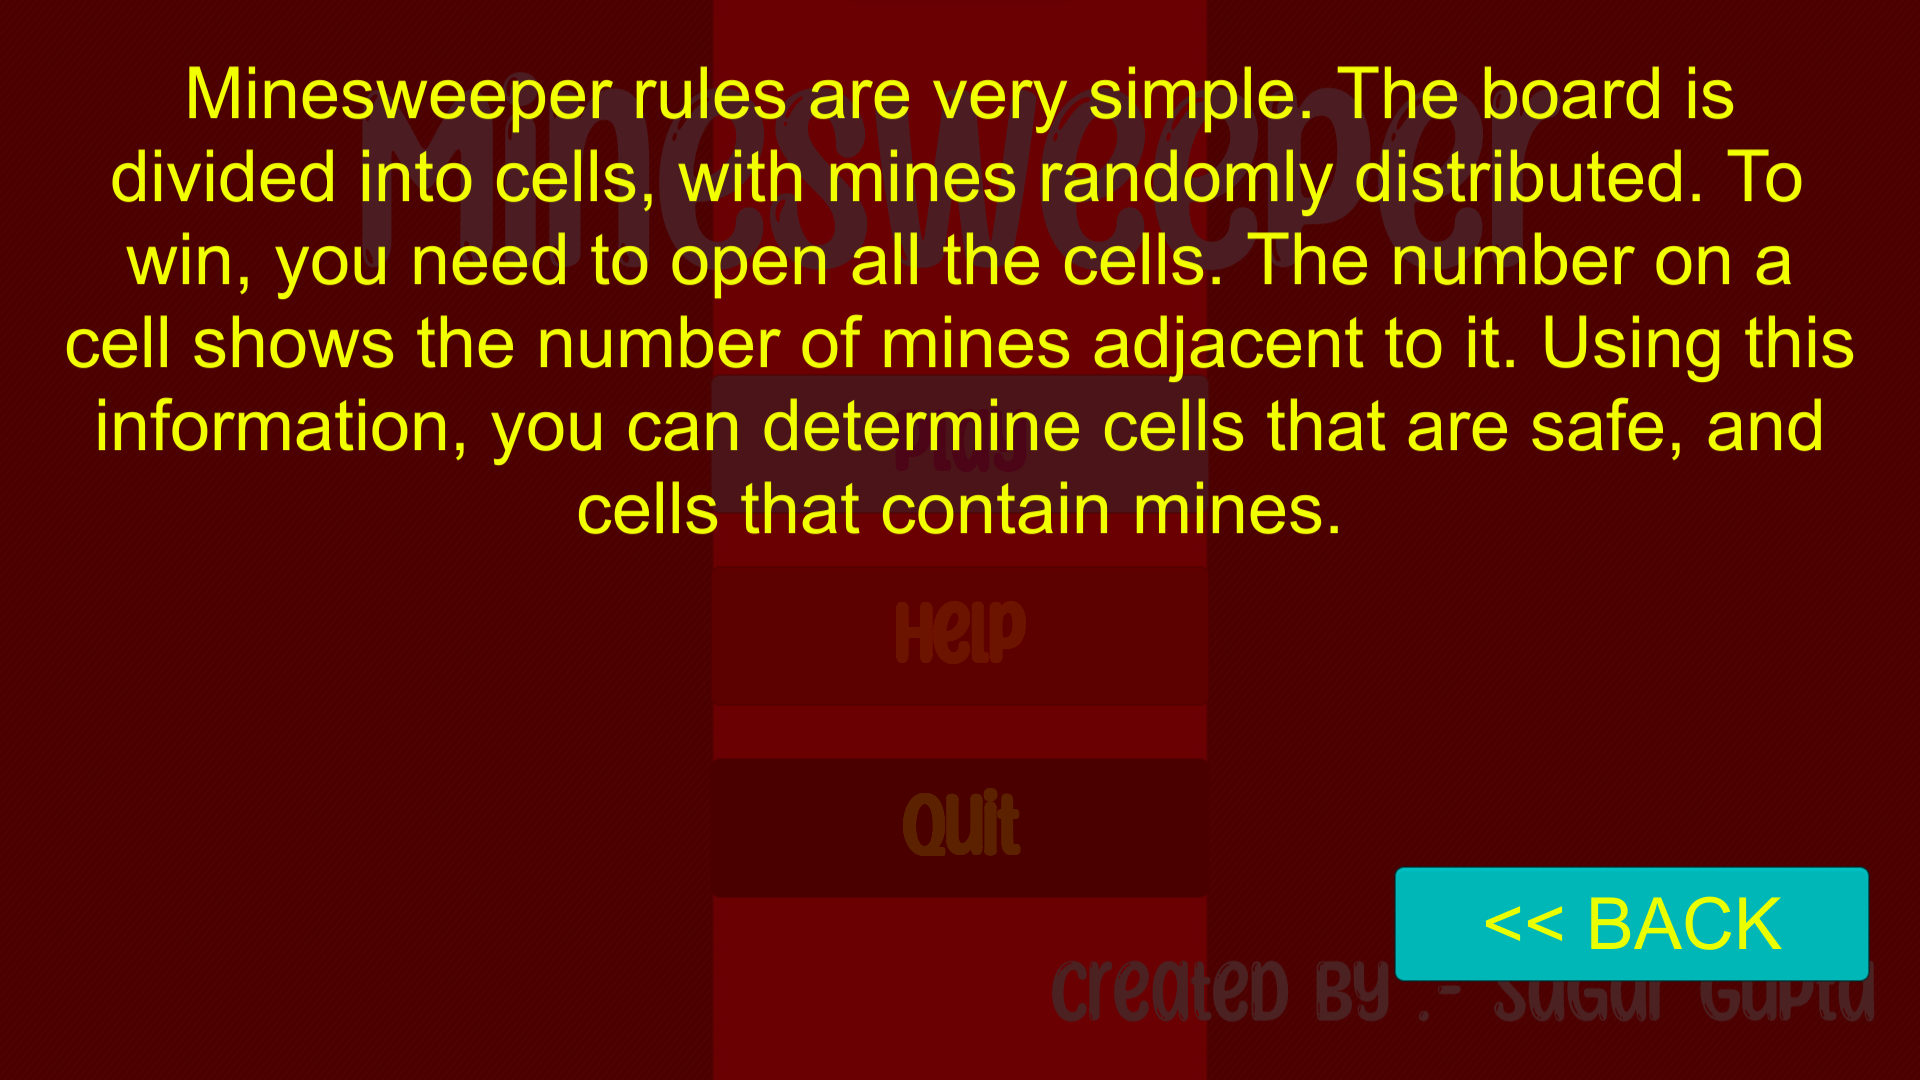 Minesweeper rules are very simple. The board is
divided into cells, with mines randomly distributed. To
win, you need to open all the cells. The number on a
cell shows the number of mines adjacent to it. Using this
information, you can determine cells that are safe, and
cells that contain mines.
Minesweeper
Play
Help
Quit
<< BACK
Created By :- Sagar Gupta